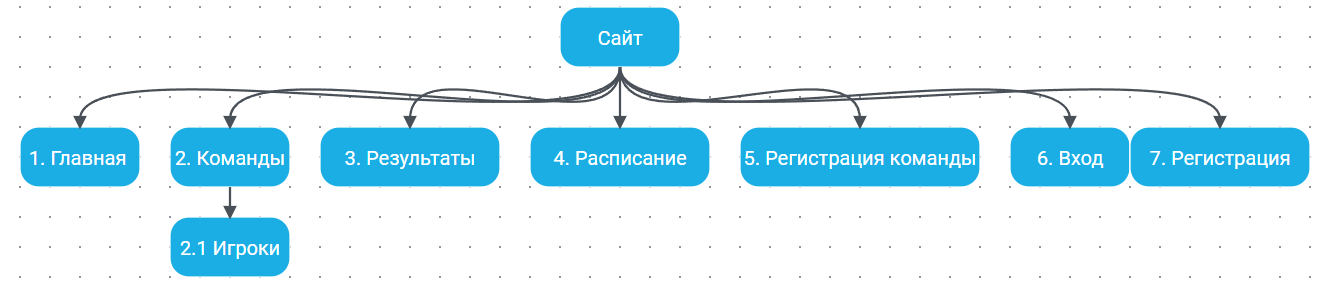 Сайт
1. Главная
2. Команды
3. Результаты
4. Расписание
5. Регистрация команды
6. Вход
7. Регистрация
2.1 Игроки